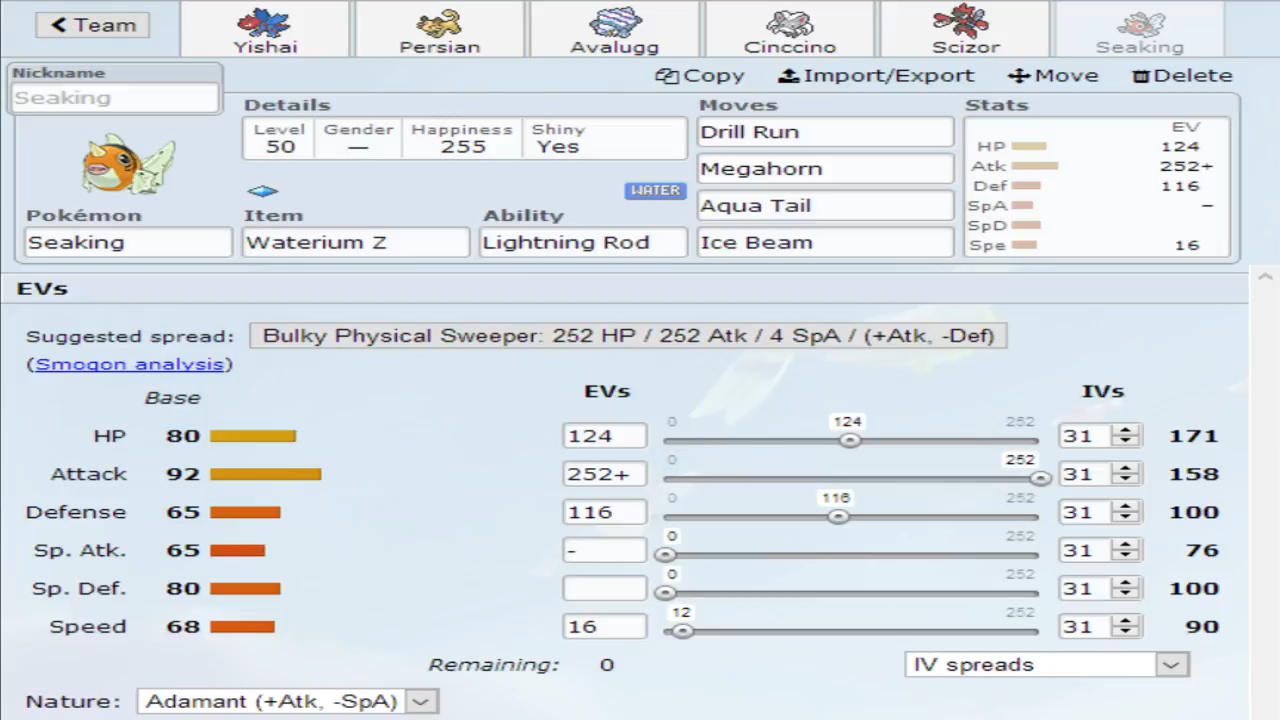 Team
Yishai
Persian
Avalugg
Cinccino
Scizor
Seaking
Copy Import/Export Move Delete
Nickname
Seaking
Details
Level Gender Happiness Shiny
50 — 255 Yes
WATER
Pokémon Item Ability
Seaking Waterium Z Lightning Rod
Moves
Drill Run
Megahorn
Aqua Tail
Ice Beam
Stats
EV
HP 124
Atk 252+
Def 116
SpA –
SpD
Spe 16
EVs
Suggested spread: Bulky Physical Sweeper: 252 HP / 252 Atk / 4 SpA / (+Atk, -Def)
(Smogon analysis)
Base EVs IVs
HP 80 124 0 124 252 31 171
Attack 92 252+ 0 252 31 158
Defense 65 116 0 116 252 31 100
Sp. Atk. 65 - 0 252 31 76
Sp. Def. 80 0 252 31 100
Speed 68 16 12 252 31 90
Remaining: 0 IV spreads
Nature: Adamant (+Atk, -SpA)